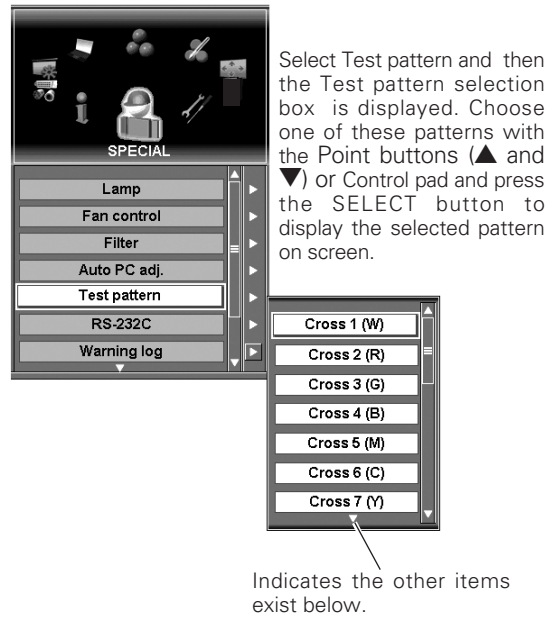 Select Test pattern and then
the Test pattern selection
box is displayed. Choose
one of these patterns with
the Point buttons (▲ and
▼) or Control pad and press
the SELECT button to
display the selected pattern
on screen.
SPECIAL
Lamp
Fan control
Filter
Auto PC adj.
Test pattern
RS-232C
Warning log
Cross 1 (W)
Cross 2 (R)
Cross 3 (G)
Cross 4 (B)
Cross 5 (M)
Cross 6 (C)
Cross 7 (Y)
Indicates the other items
exist below.